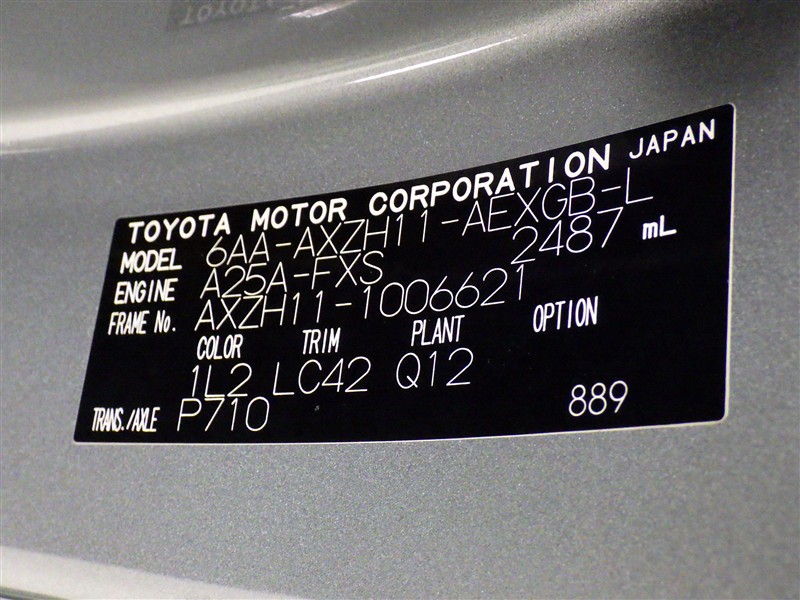 TOYOTA MOTOR CORPORATION JAPAN
MODEL 6AA-AXZH11-AEXGB-L
ENGINE A25A-FXS 2487 mL
FRAME No. AXZH11-1006621
COLOR TRIM PLANT OPTION
1L2 LC42 Q12
TRANS./AXLE P710 889